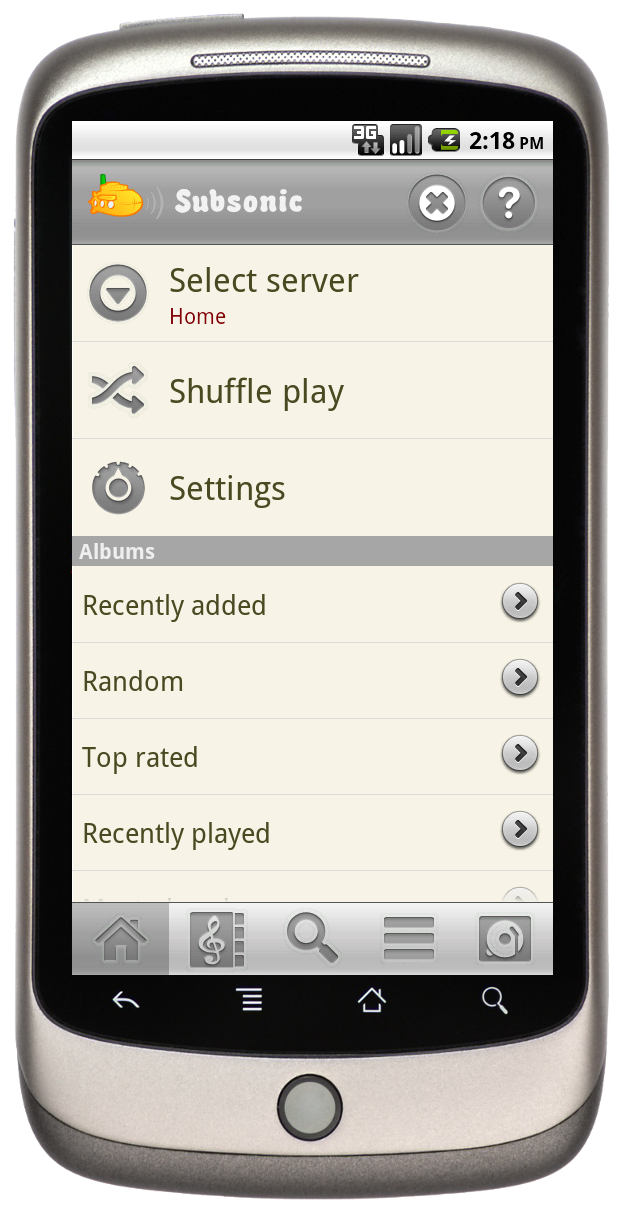 3G 2:18 PM
Subsonic
?
Select server
Home
Shuffle play
Settings
Albums
Recently added
Random
Top rated
Recently played